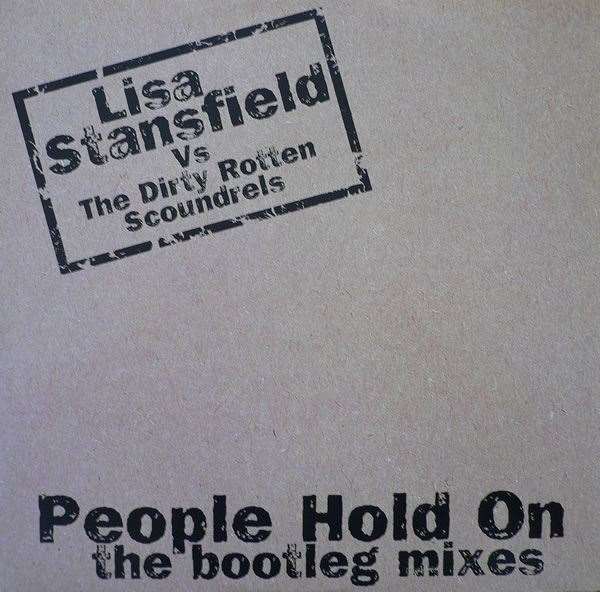 Lisa
Stansfield
Vs
The Dirty Rotten
Scoundrels
People Hold On
the bootleg mixes